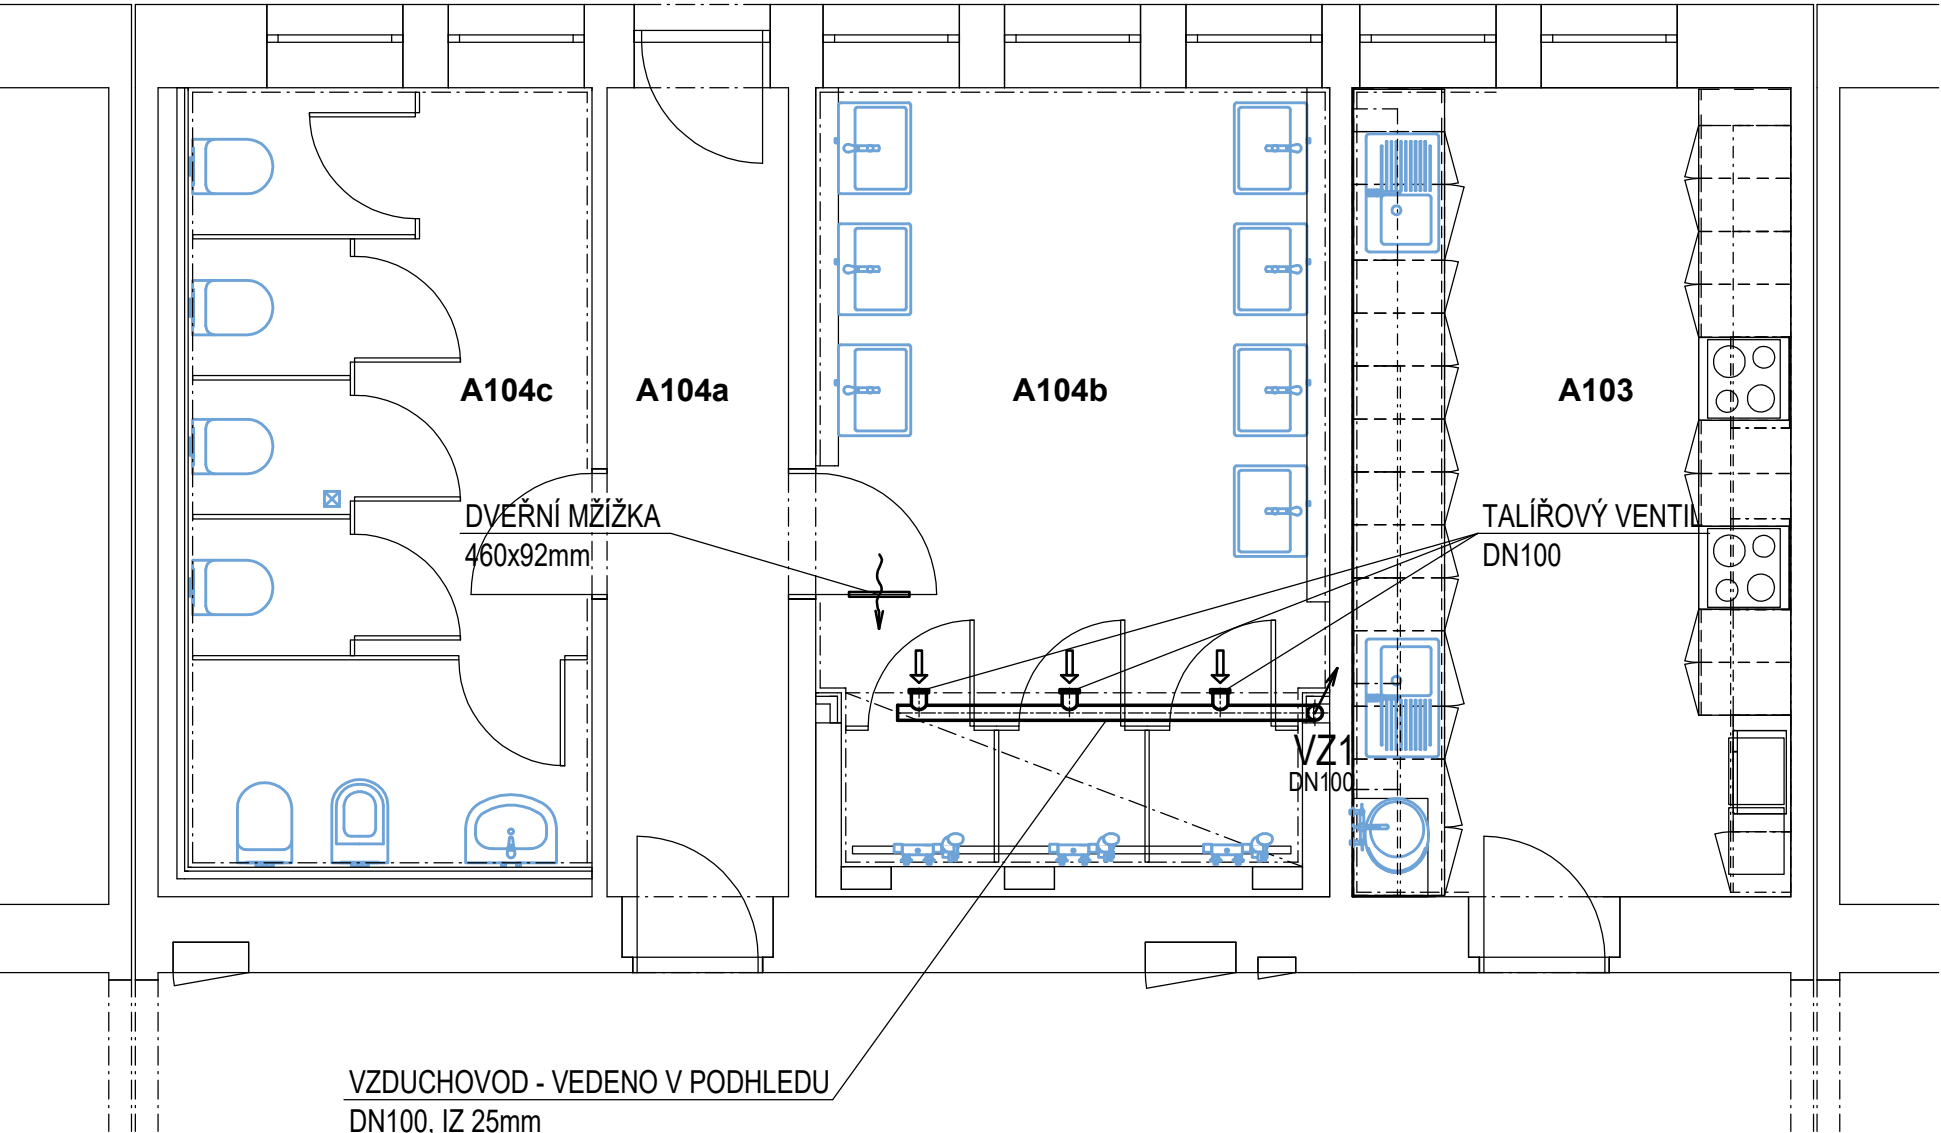 A104c
A104a
A104b
A103
DVEŘNÍ MŽÍŽKA
460x92mm
TALÍŘOVÝ VENTIL
DN100
VZ1
DN100
VZDUCHOVOD - VEDENO V PODHLEDU
DN100, IZ 25mm